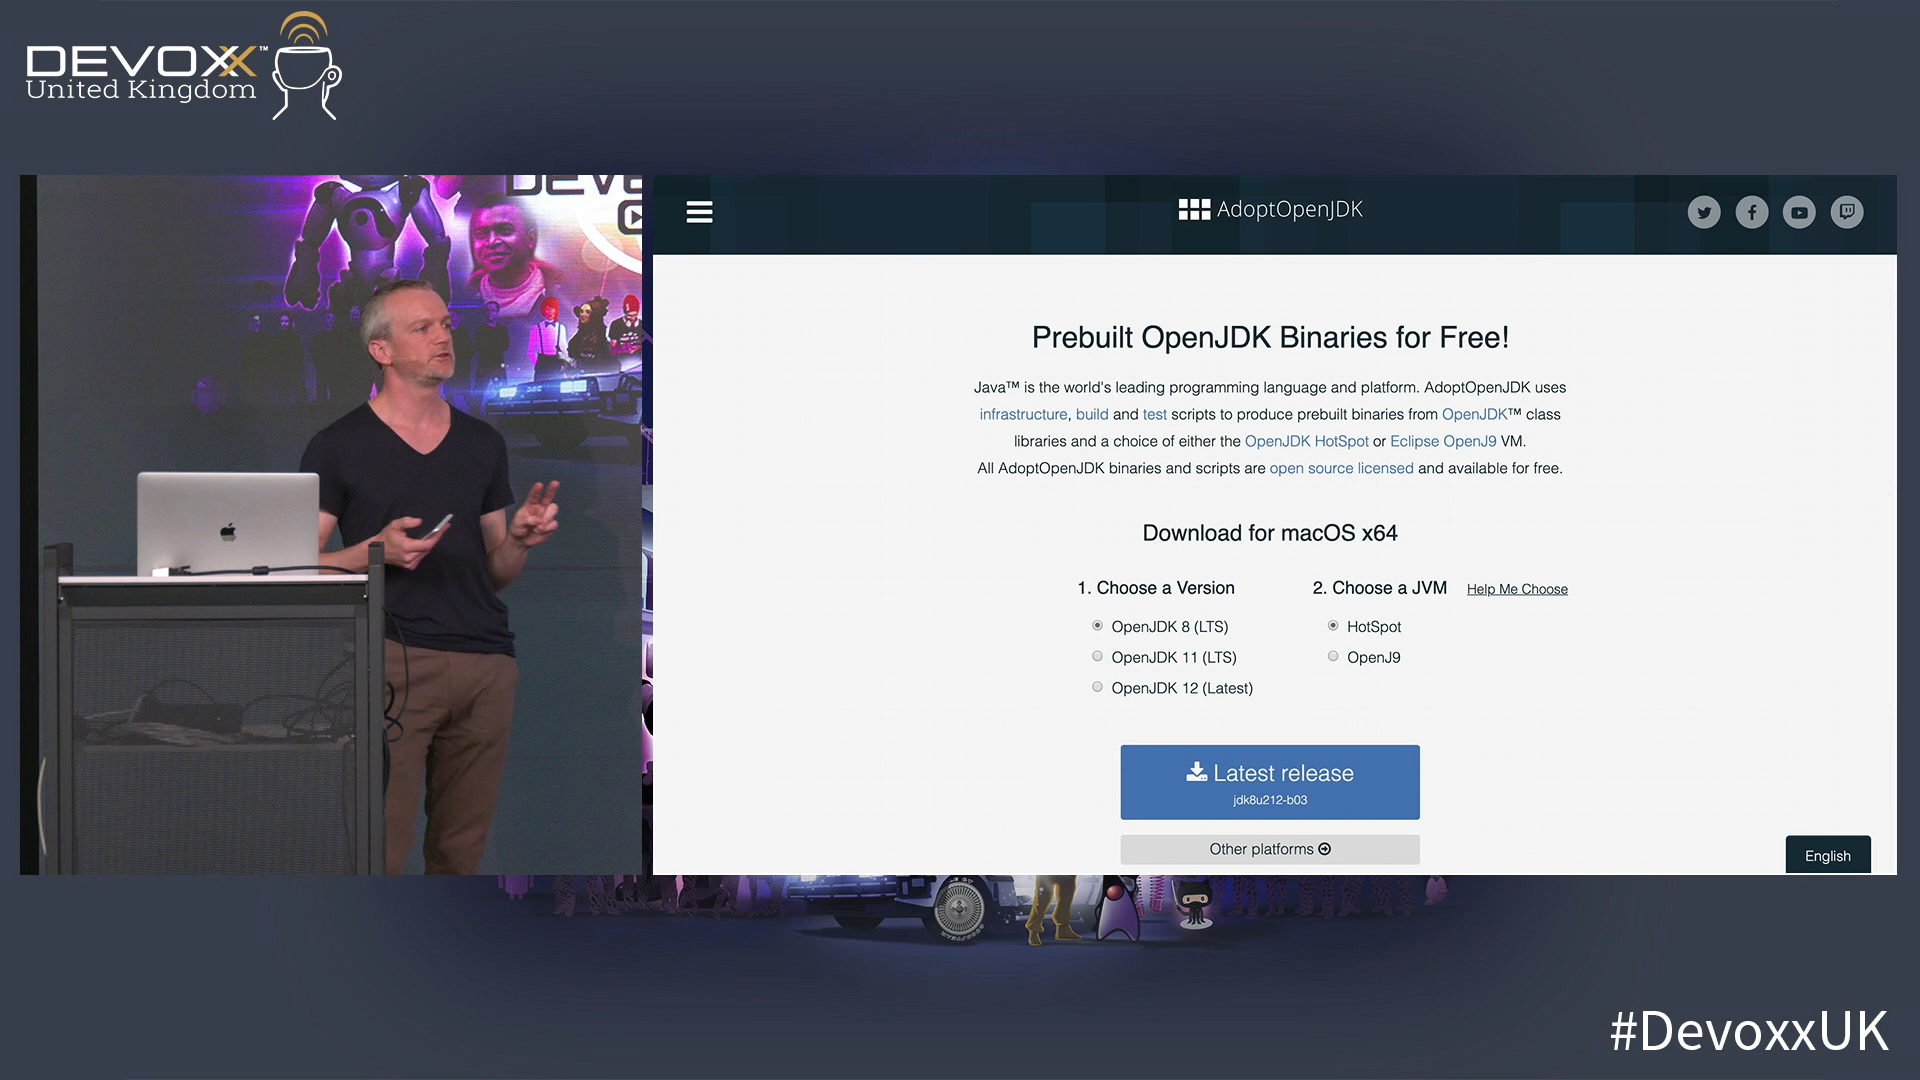 DEVOXX™
United Kingdom
DEVO
AdoptOpenJDK
Prebuilt OpenJDK Binaries for Free!
Java™ is the world's leading programming language and platform. AdoptOpenJDK uses
infrastructure, build and test scripts to produce prebuilt binaries from OpenJDK™ class
libraries and a choice of either the OpenJDK HotSpot or Eclipse OpenJ9 VM.
All AdoptOpenJDK binaries and scripts are open source licensed and available for free.
Download for macOS x64
1. Choose a Version
2. Choose a JVM Help Me Choose
OpenJDK 8 (LTS)
HotSpot
OpenJDK 11 (LTS)
OpenJ9
OpenJDK 12 (Latest)
Latest release
jdk8u212-b03
Other platforms
English
#DevoxxUK